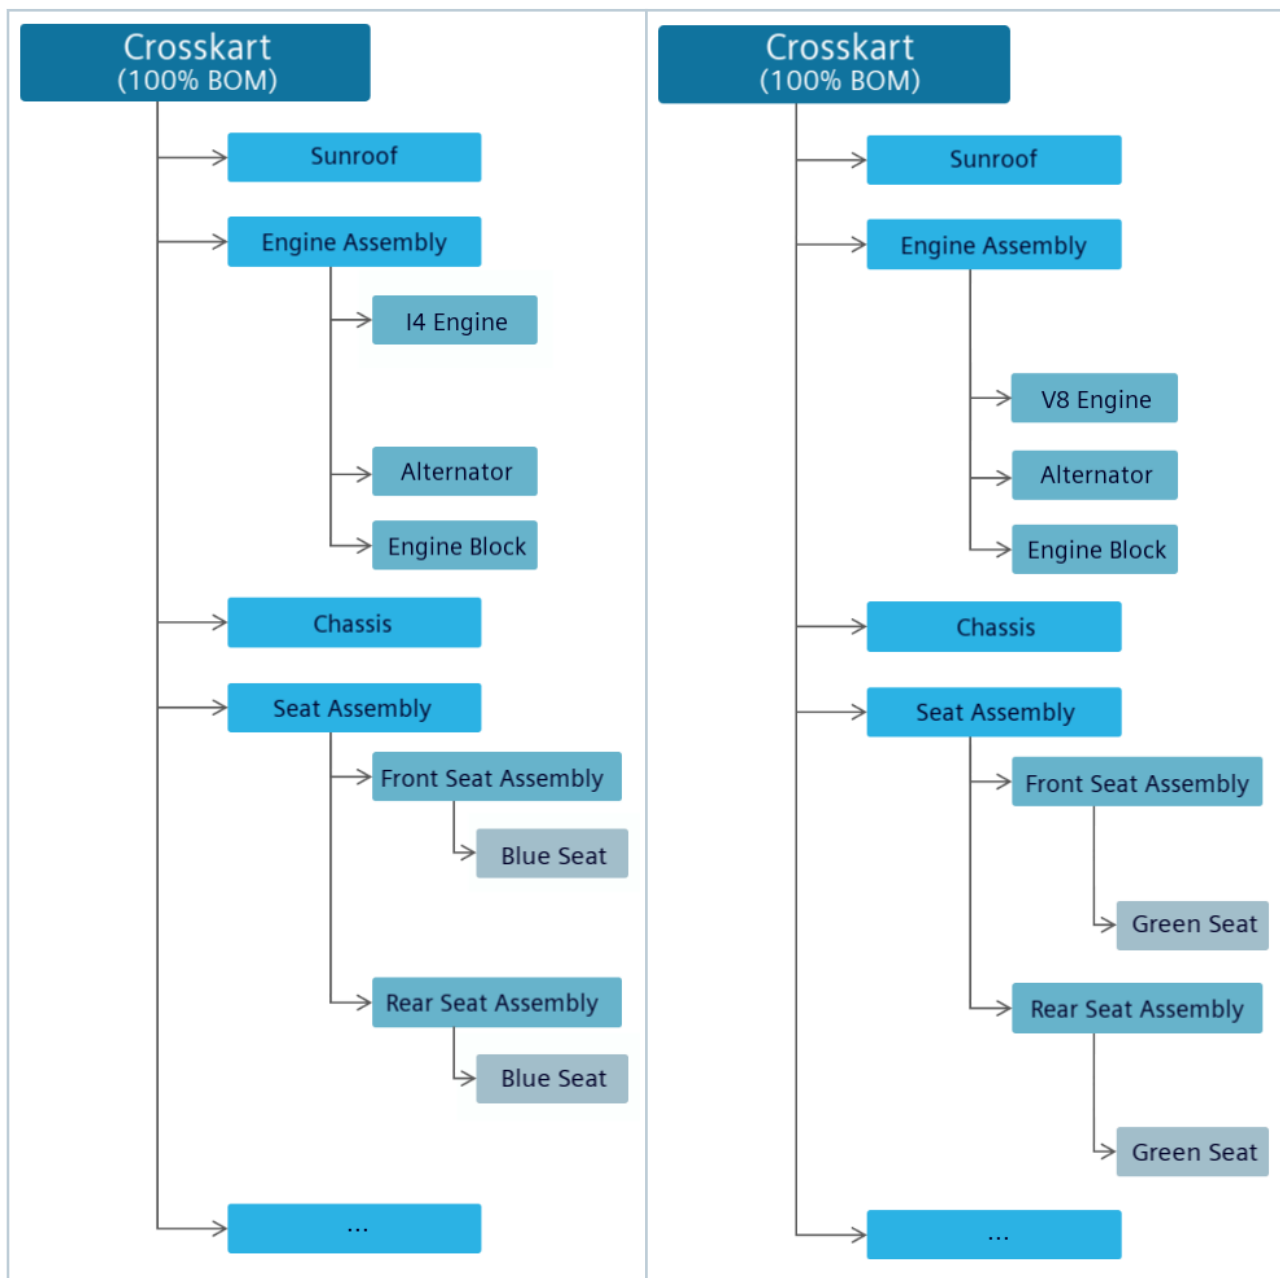 Crosskart
(100% BOM)
Sunroof
Engine Assembly
I4 Engine
Alternator
Engine Block
Chassis
Seat Assembly
Front Seat Assembly
Blue Seat
Rear Seat Assembly
Blue Seat
...
Crosskart
(100% BOM)
Sunroof
Engine Assembly
V8 Engine
Alternator
Engine Block
Chassis
Seat Assembly
Front Seat Assembly
Green Seat
Rear Seat Assembly
Green Seat
...